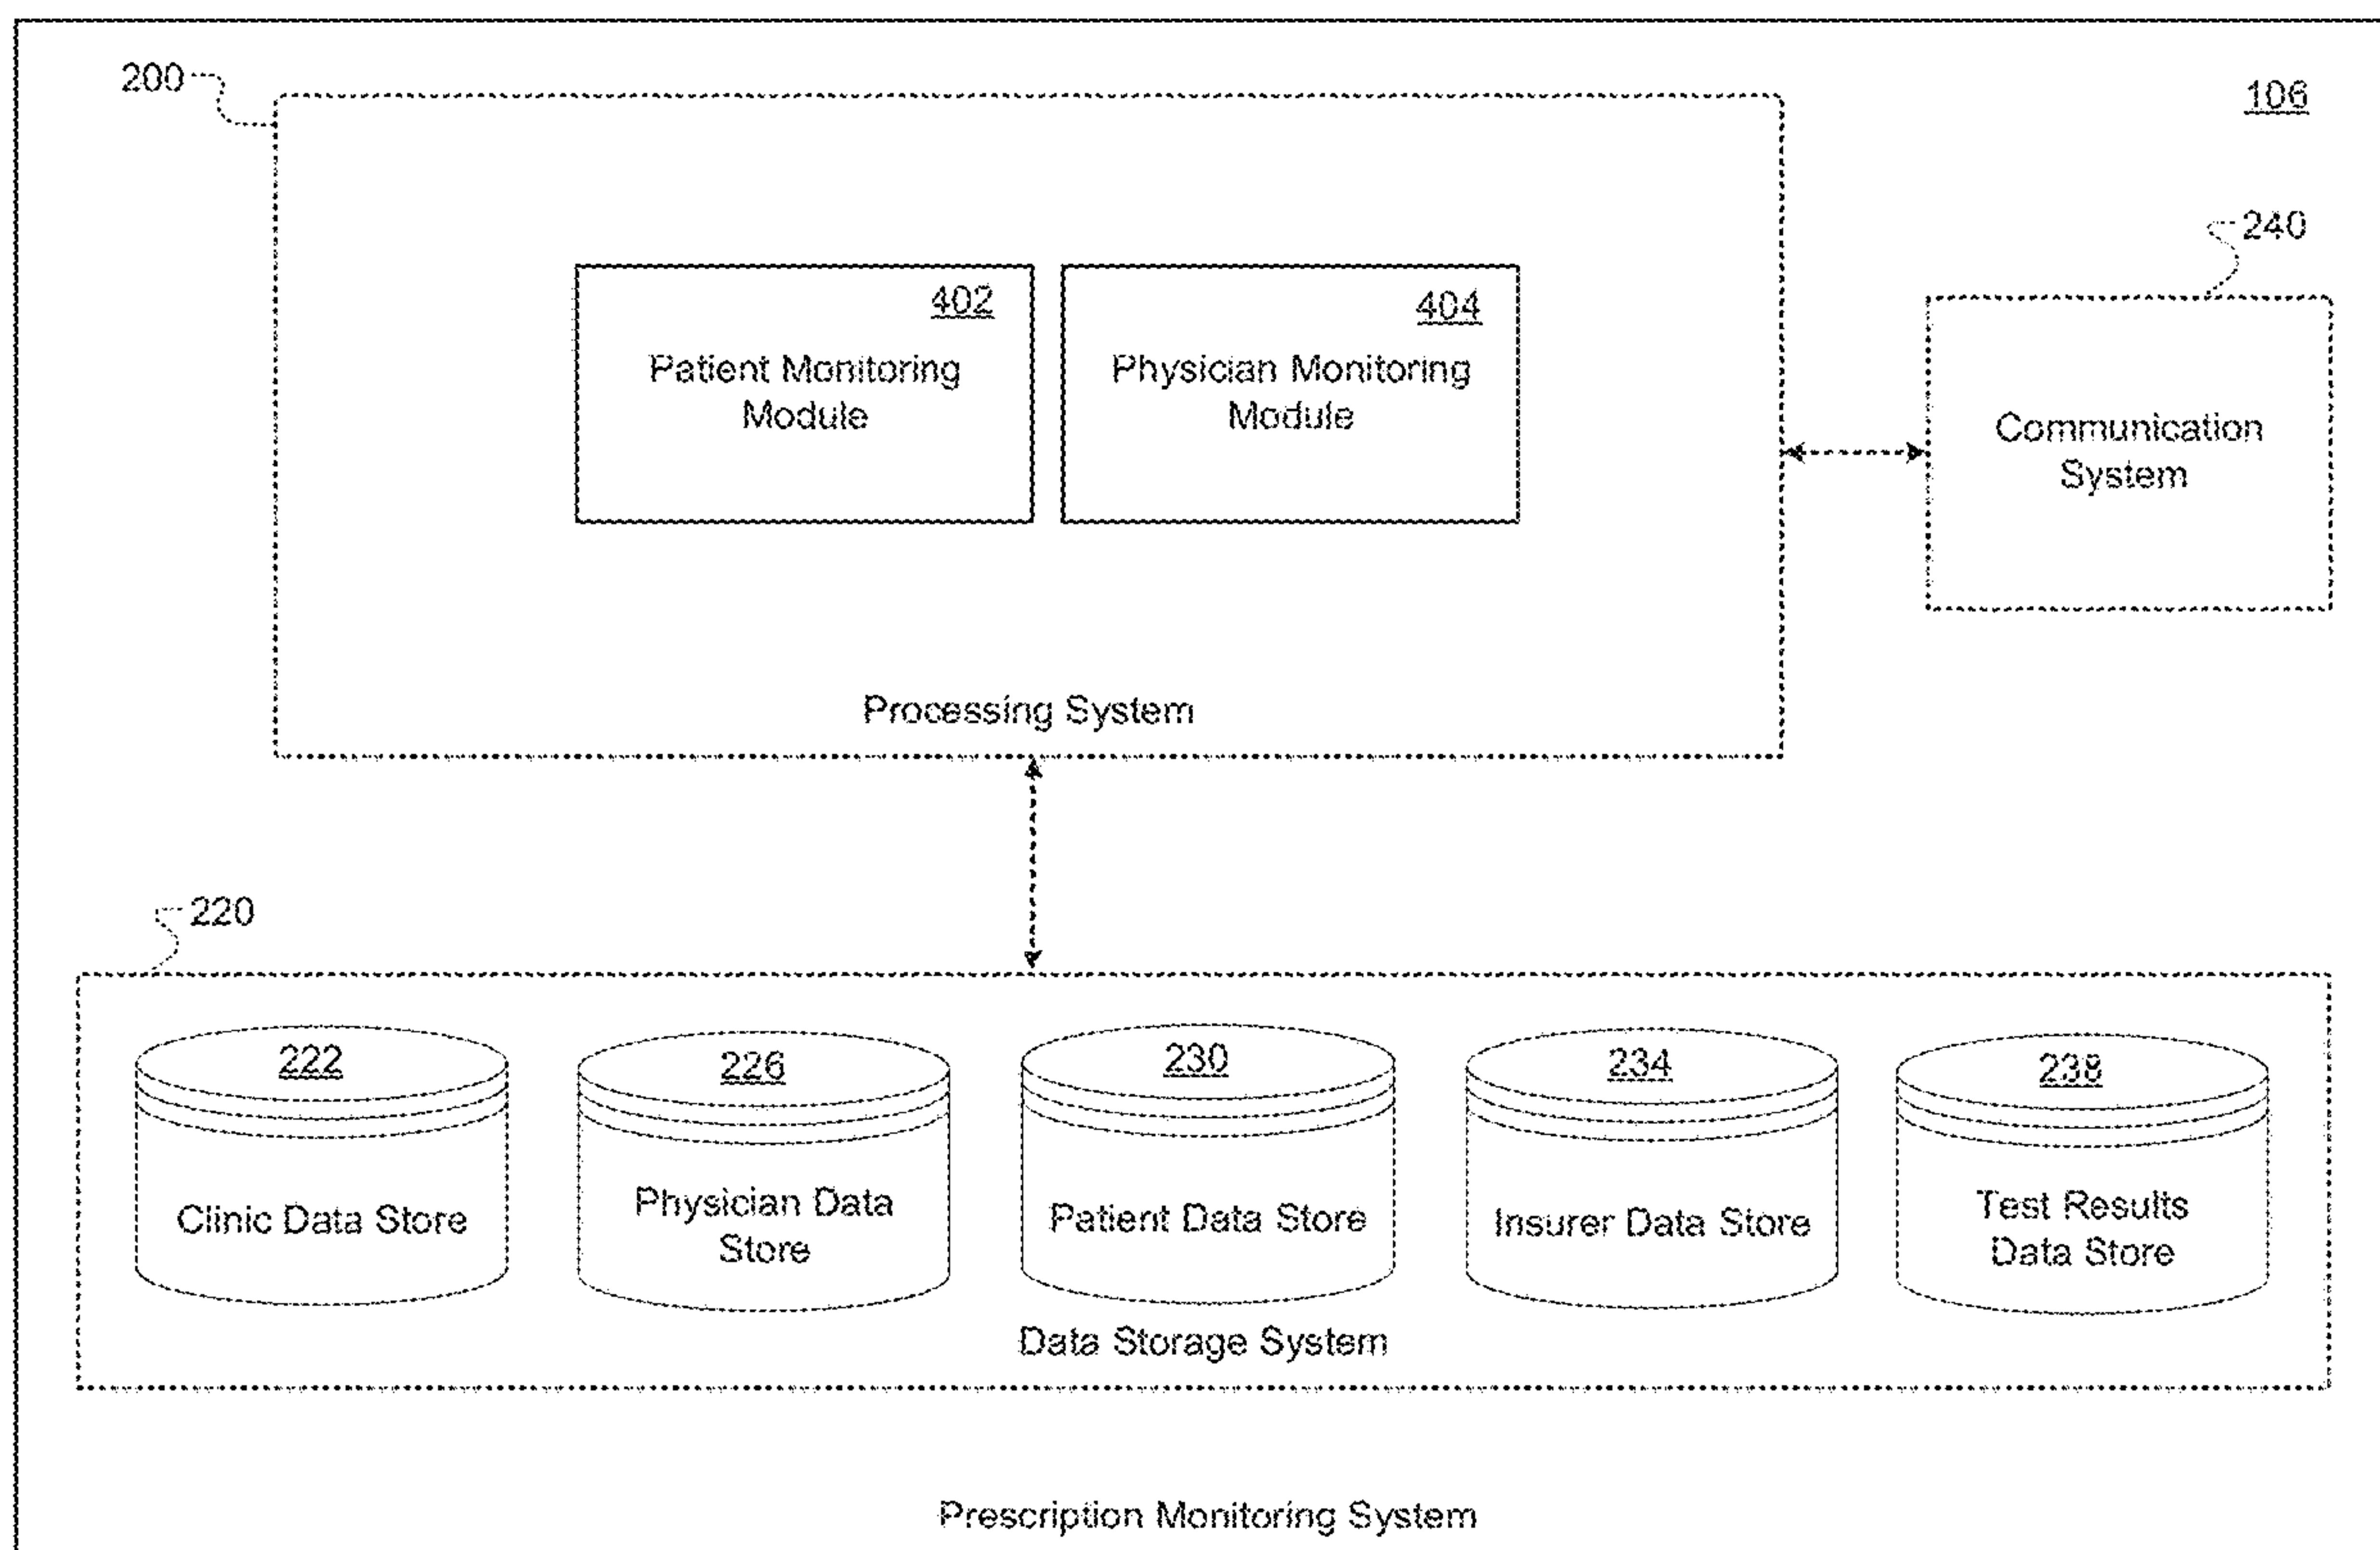 200
106
240
402
Patient Monitoring
Module
404
Physician Monitoring
Module
Communication
System
Processing System
220
222
Clinic Data Store
226
Physician Data
Store
230
Patient Data Store
234
Insurer Data Store
238
Test Results
Data Store
Data Storage System
Prescription Monitoring System